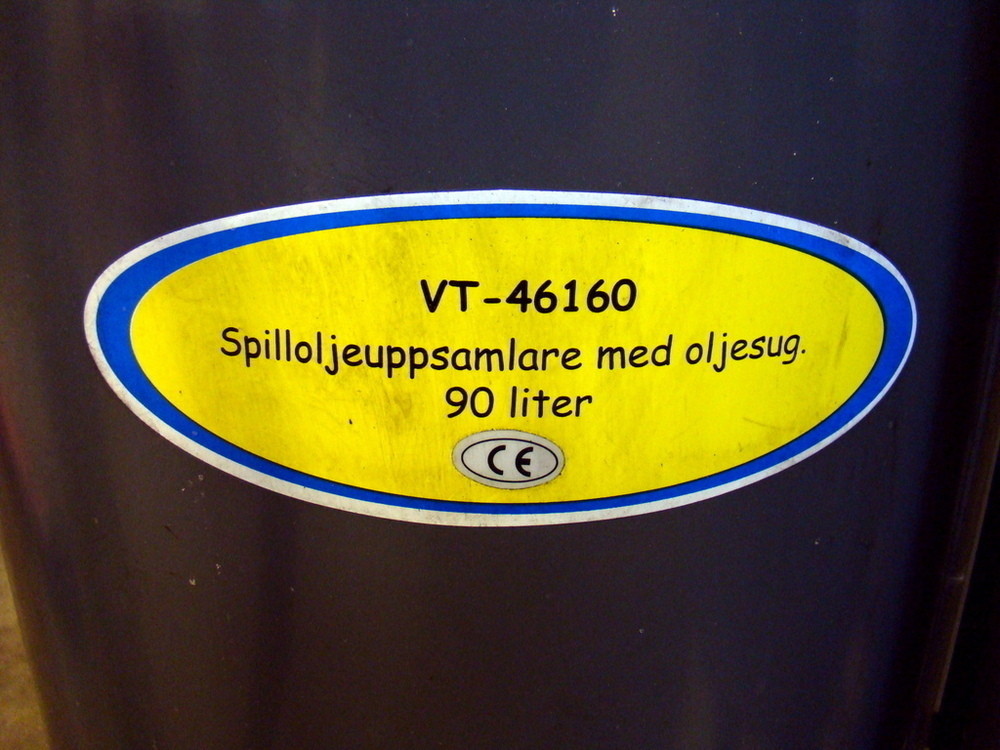 VT-46160
Spilloljeuppsamlare med oljesug.
90 liter
CE